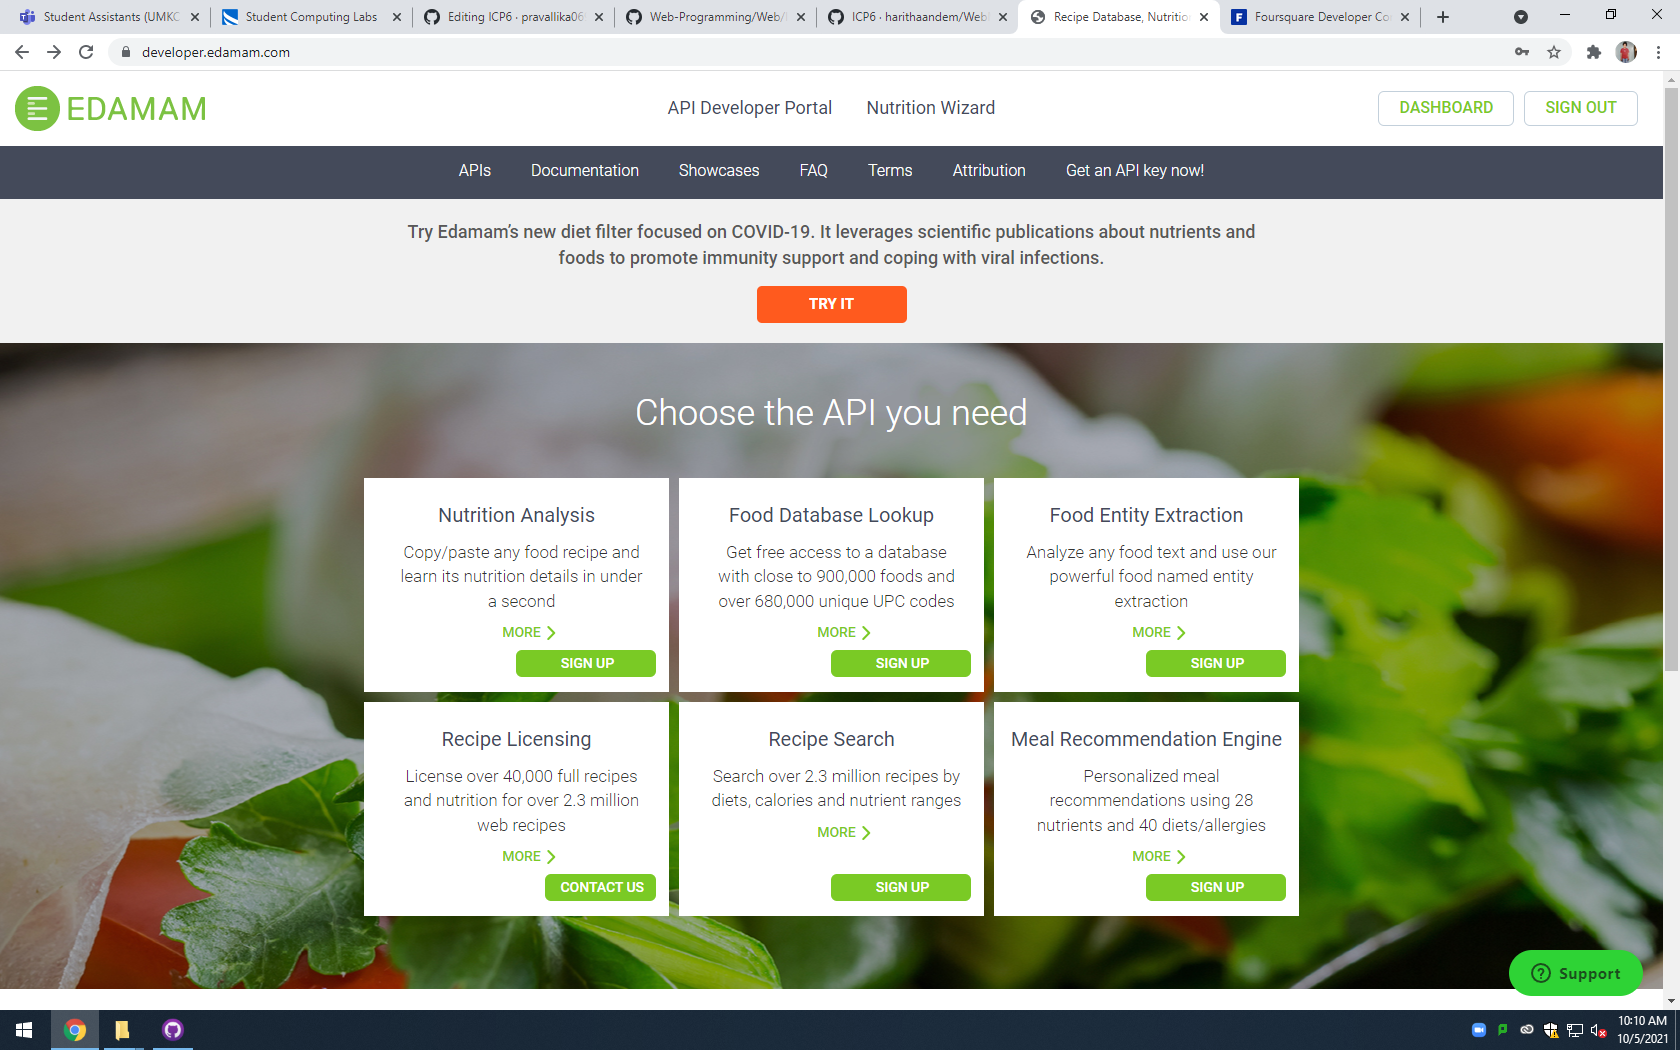 Student Assistants (UMKC
Student Computing Labs
Editing ICP6 · pravallika06
Web-Programming/Web/
ICP6 · harithaandem/Web
Recipe Database, Nutritio
Foursquare Developer Co
developer.edamam.com
EDAMAM
API Developer Portal
Nutrition Wizard
DASHBOARD
SIGN OUT
APIs
Documentation
Showcases
FAQ
Terms
Attribution
Get an API key now!
Try Edamam's new diet filter focused on COVID-19. It leverages scientific publications about nutrients and
foods to promote immunity support and coping with viral infections.
TRY IT
Choose the API you need
Nutrition Analysis
Copy/paste any food recipe and
learn its nutrition details in under
a second
MORE
SIGN UP
Food Database Lookup
Get free access to a database
with close to 900,000 foods and
over 680,000 unique UPC codes
MORE
SIGN UP
Food Entity Extraction
Analyze any food text and use our
powerful food named entity
extraction
MORE
SIGN UP
Recipe Licensing
License over 40,000 full recipes
and nutrition for over 2.3 million
web recipes
MORE
CONTACT US
Recipe Search
Search over 2.3 million recipes by
diets, calories and nutrient ranges
MORE
SIGN UP
Meal Recommendation Engine
Personalized meal
recommendations using 28
nutrients and 40 diets/allergies
MORE
SIGN UP
Support
10:10 AM
10/5/2021